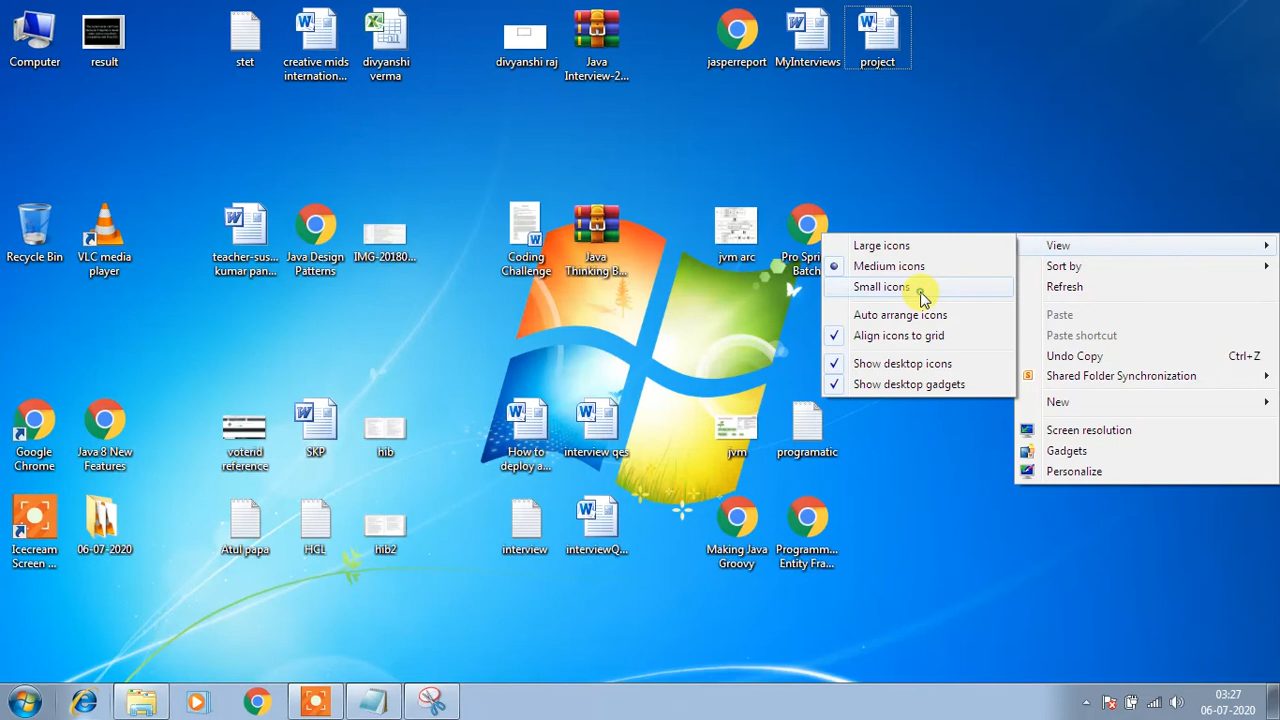 Computer
result
stet
creative mids
internation...
divyanshi
verma
divyanshi raj
Java
Interview-2...
jasperreport
MyInterviews
project
Recycle Bin
VLC media
player
teacher-sus...
kumar pan...
Java Design
Patterns
IMG-20180...
Coding
Challenge
Java
Thinking B...
jvm arc
Pro Spri
Batch
Large icons
Medium icons
Small icons
Auto arrange icons
Align icons to grid
Show desktop icons
Show desktop gadgets
View
Sort by
Refresh
Paste
Paste shortcut
Undo Copy Ctrl+Z
Shared Folder Synchronization
New
Screen resolution
Gadgets
Personalize
Google
Chrome
Java 8 New
Features
votend
reference
SKP
hib
How to
deploy a...
interview qes
jvm
programatic
Icecream
Screen ...
06-07-2020
Atul papa
HCL
hib2
interview
interviewQ...
Making Java
Groovy
Programm...
Entity Fra...
03:27
06-07-2020